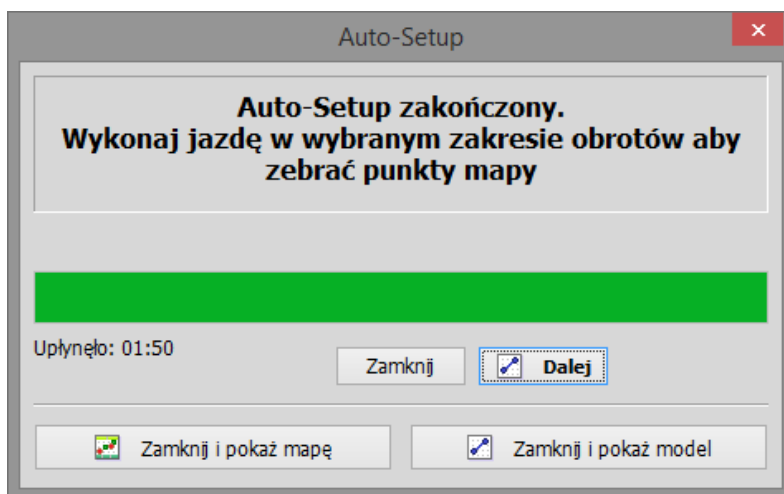 Auto-Setup
Auto-Setup zakończony.
Wykonaj jazdę w wybranym zakresie obrotów aby
zebrać punkty mapy
Upłynęło: 01:50
Zamknij
Dalej
Zamknij i pokaż mapę
Zamknij i pokaż model